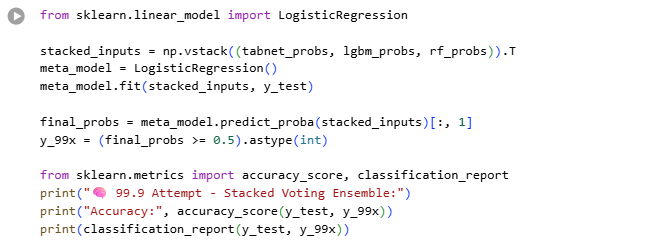 from sklearn.linear_model import LogisticRegression
stacked_inputs = np.vstack((tabnet_probs, lgbm_probs, rf_probs)).T
meta_model = LogisticRegression()
meta_model.fit(stacked_inputs, y_test)
final_probs = meta_model.predict_proba(stacked_inputs)[:, 1]
y_99x = (final_probs >= 0.5).astype(int)
from sklearn.metrics import accuracy_score, classification_report
print("🧠 99.9 Attempt - Stacked Voting Ensemble:")
print("Accuracy:", accuracy_score(y_test, y_99x))
print(classification_report(y_test, y_99x))